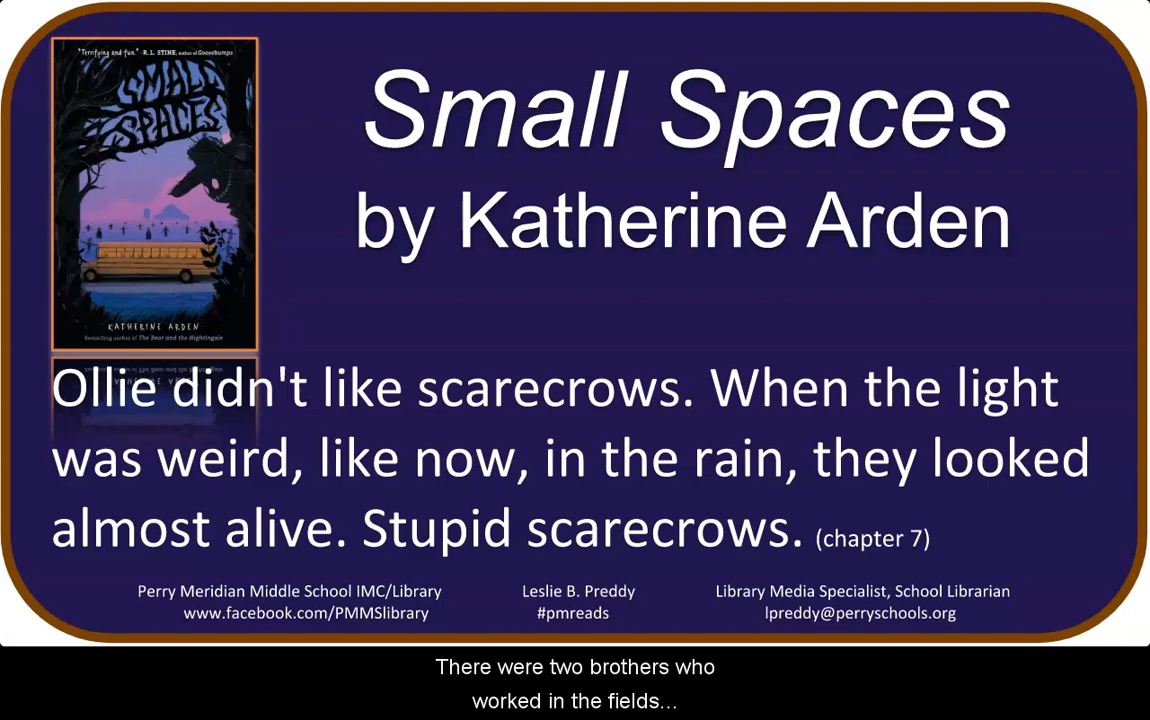 "Terrifying and fun." -R.L. STINE, author of Goosebumps
SMALL
SPACES
KATHERINE ARDEN
bestselling author of The Bear and the Nightingale
Small Spaces
by Katherine Arden
Ollie didn't like scarecrows. When the light
was weird, like now, in the rain, they looked
almost alive. Stupid scarecrows. (chapter 7)
Perry Meridian Middle School IMC/Library
www.facebook.com/PMMSlibrary
Leslie B. Preddy
#pmreads
Library Media Specialist, School Librarian
lpreddy@perryschools.org
There were two brothers who
worked in the fields...